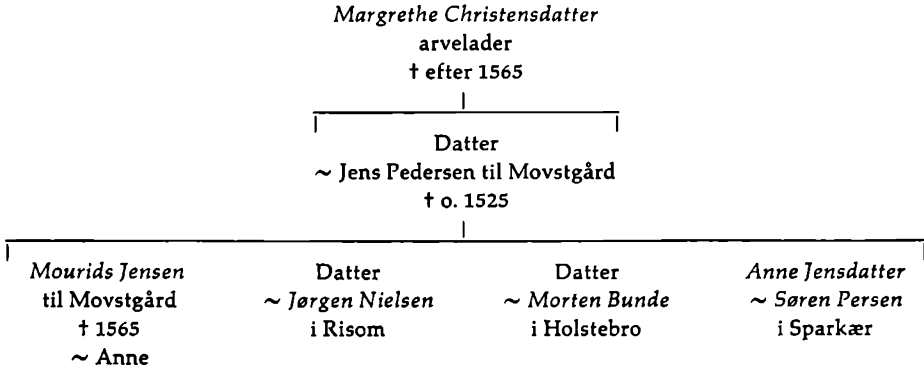 Margrethe Christensdatter
arvelader
† efter 1565
Datter
~ Jens Pedersen til Movstgård
† o. 1525
Mourids Jensen
til Movstgård
† 1565
~ Anne
Datter
~ Jørgen Nielsen
i Risom
Datter
~ Morten Bunde
i Holstebro
Anne Jensdatter
~ Søren Persen
i Sparkær